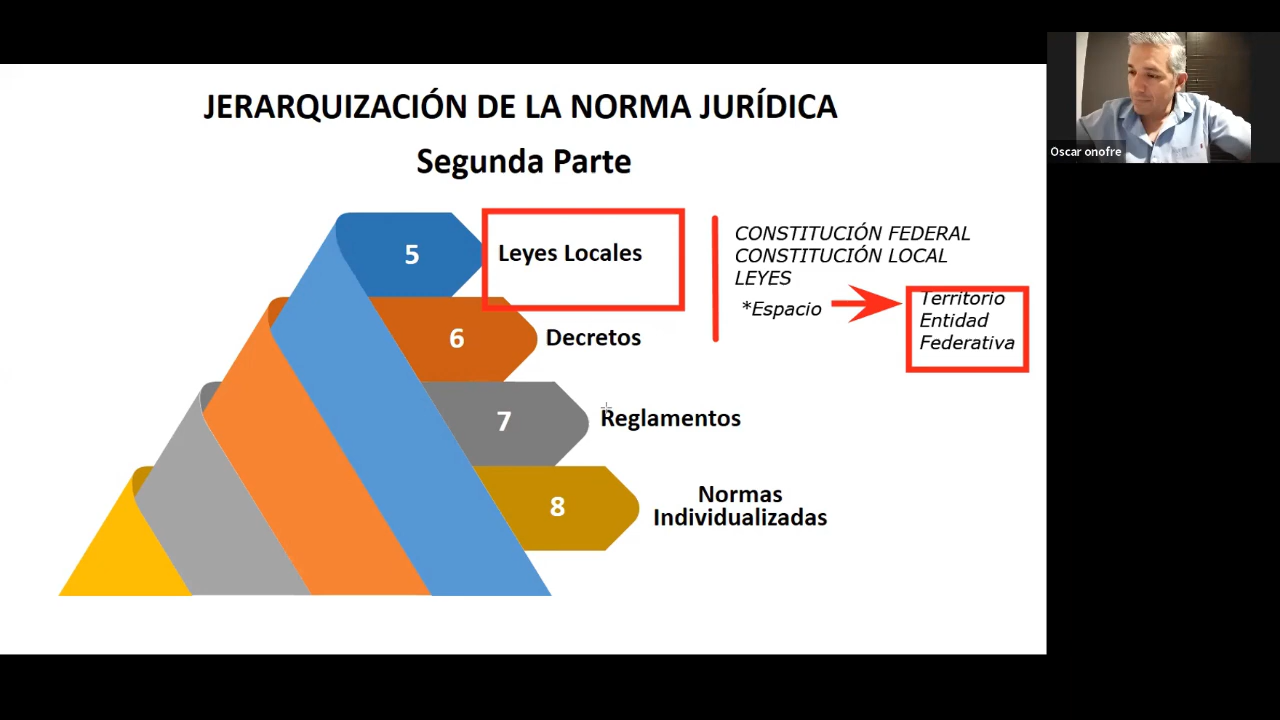 JERARQUIZACIÓN DE LA NORMA JURÍDICA
Segunda Parte
5
Leyes Locales
6
Decretos
7
Reglamentos
8
Normas
Individualizadas
CONSTITUCIÓN FEDERAL
CONSTITUCIÓN LOCAL
LEYES
*Espacio
Territorio
Entidad
Federativa
Oscar onofre